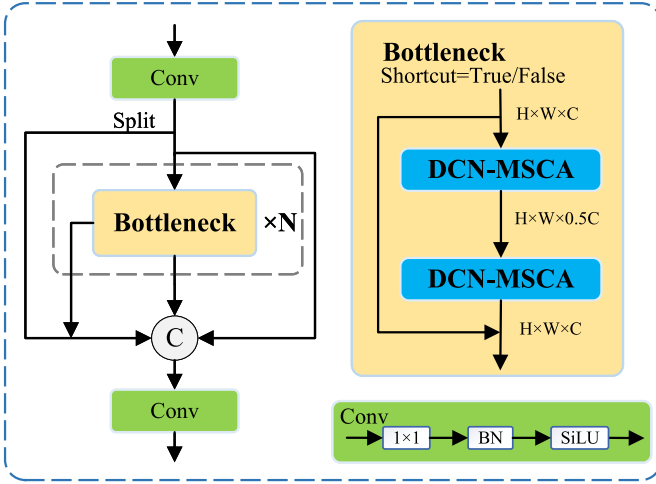 Conv
Split
Bottleneck
×N
C
Conv
Bottleneck
Shortcut=True/False
H×W×C
DCN-MSCA
H×W×0.5C
DCN-MSCA
H×W×C
Conv
1×1
BN
SiLU